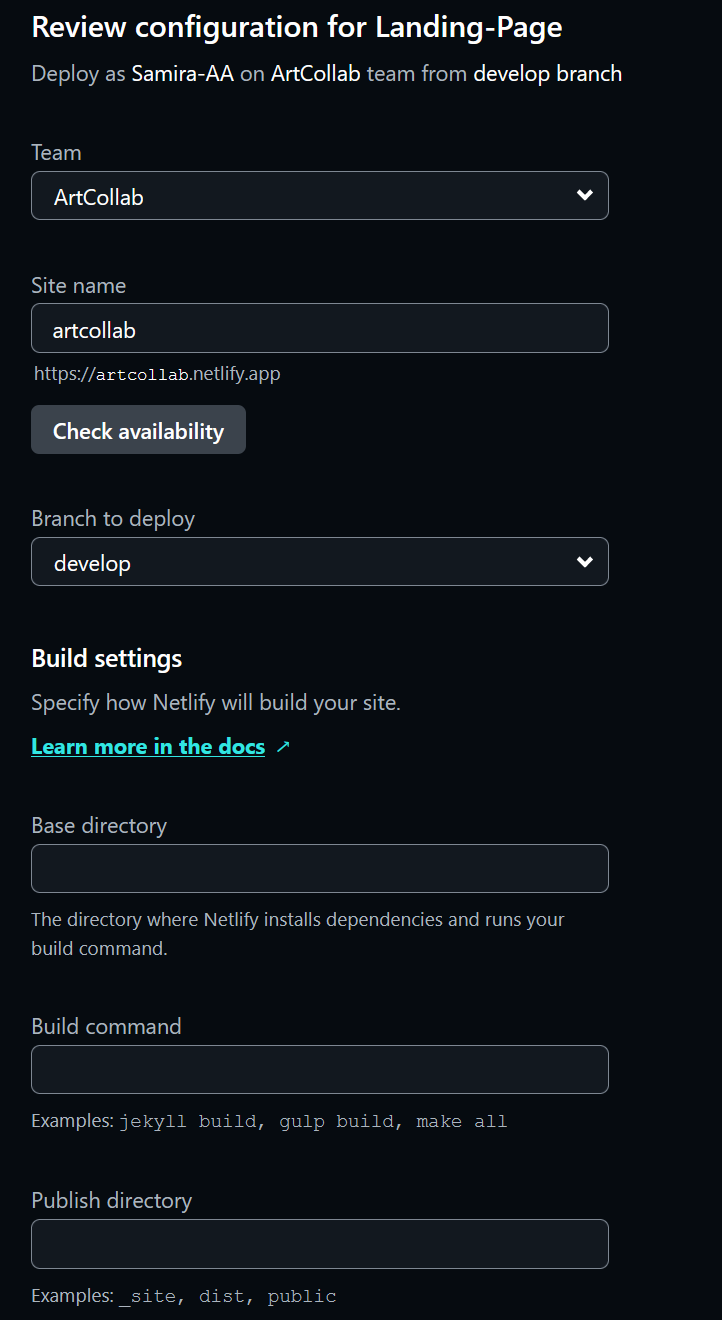 Review configuration for Landing-Page
Deploy as Samira-AA on ArtCollab team from develop branch
Team
ArtCollab
Site name
artcollab
https://artcollab.netlify.app
Check availability
Branch to deploy
develop
Build settings
Specify how Netlify will build your site.
Learn more in the docs ↗
Base directory
The directory where Netlify installs dependencies and runs your
build command.
Build command
Examples: jekyll build, gulp build, make all
Publish directory
Examples: _site, dist, public